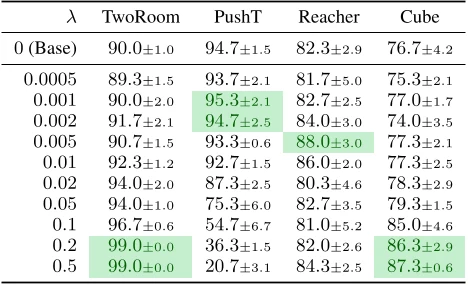 λ TwoRoom PushT Reacher Cube
0 (Base) 90.0±1.0 94.7±1.5 82.3±2.9 76.7±4.2
0.0005 89.3±1.5 93.7±2.1 81.7±5.0 75.3±2.1
0.001 90.0±2.0 95.3±2.1 82.7±2.5 77.0±1.7
0.002 91.7±2.1 94.7±2.5 84.0±3.0 74.0±3.5
0.005 90.7±1.5 93.3±0.6 88.0±3.0 77.3±2.1
0.01 92.3±1.2 92.7±1.5 86.0±2.0 77.3±2.5
0.02 94.0±2.0 87.3±2.5 80.3±4.6 78.3±2.9
0.05 94.0±1.0 75.3±6.0 82.7±3.5 79.3±1.5
0.1 96.7±0.6 54.7±6.7 81.0±5.2 85.0±4.6
0.2 99.0±0.0 36.3±1.5 82.0±2.6 86.3±2.9
0.5 99.0±0.0 20.7±3.1 84.3±2.5 87.3±0.6